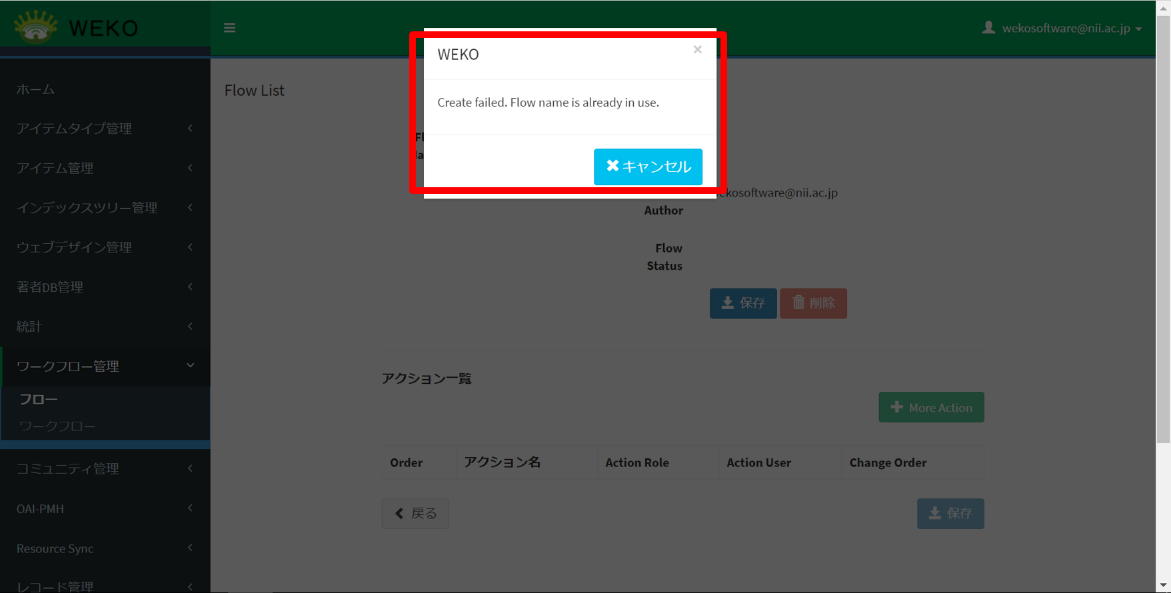 WEKO
wekosoftware@nii.ac.jp
WEKO
×
Create failed. Flow name is already in use.
キャンセル
ホーム
アイテムタイプ管理
アイテム管理
インデックスツリー管理
ウェブデザイン管理
著者DB管理
統計
ワークフロー管理
フロー
ワークフロー
コミュニティ管理
OAI-PMH
Resource Sync
レコード管理
Flow List
ekosoftware@nii.ac.jp
Author
Flow
Status
保存 削除
アクション一覧
More Action
Order アクション名 Action Role Action User Change Order
戻る 保存